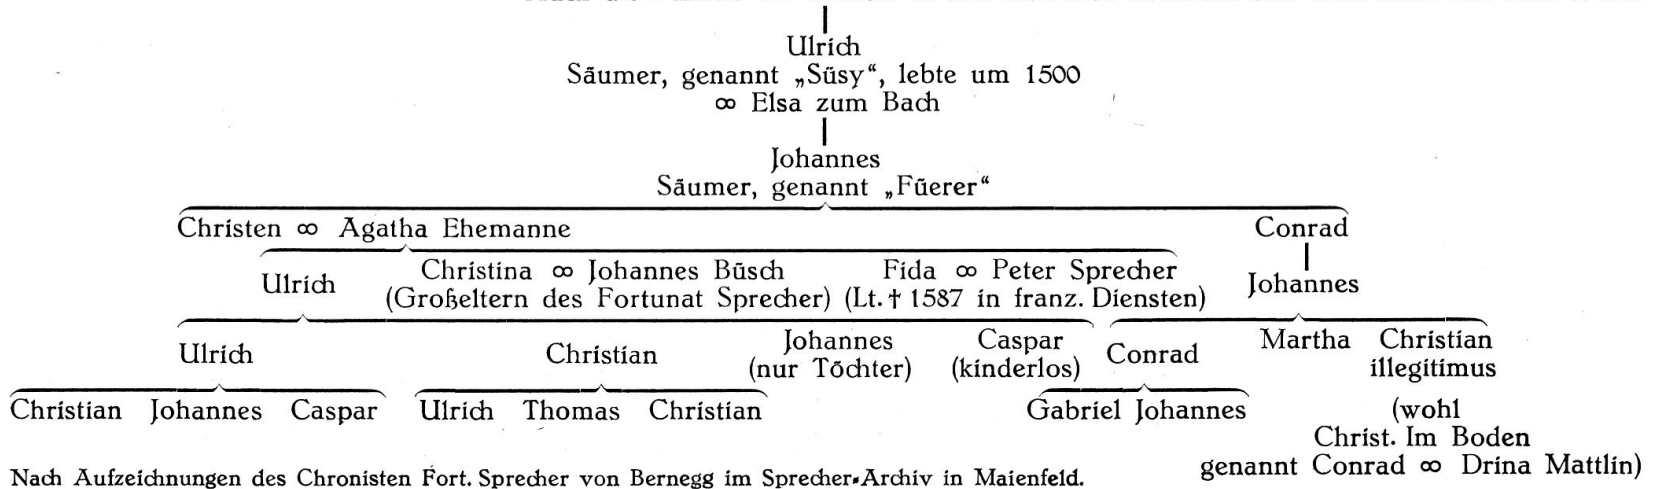 Ulrich
Säumer, genannt „Süsy“, lebte um 1500
∞ Elsa zum Bach
Johannes
Säumer, genannt „Füerer“
Christen ∞ Agatha Ehemanne
Conrad
Ulrich
Christina ∞ Johannes Büsch
(Großeltern des Fortunat Sprecher)
Fida ∞ Peter Sprecher
(Lt. † 1587 in franz. Diensten)
Johannes
Ulrich
Christian
Johannes
(nur Töchter)
Caspar
(kinderlos)
Conrad
Martha
Christian
illegitimus
Christian Johannes Caspar
Ulrich Thomas Christian
Gabriel Johannes
(wohl
Christ. Im Boden
genannt Conrad ∞ Drina Mattlin)
Nach Aufzeichnungen des Chronisten Fort. Sprecher von Bernegg im Sprecher-Archiv in Maienfeld.